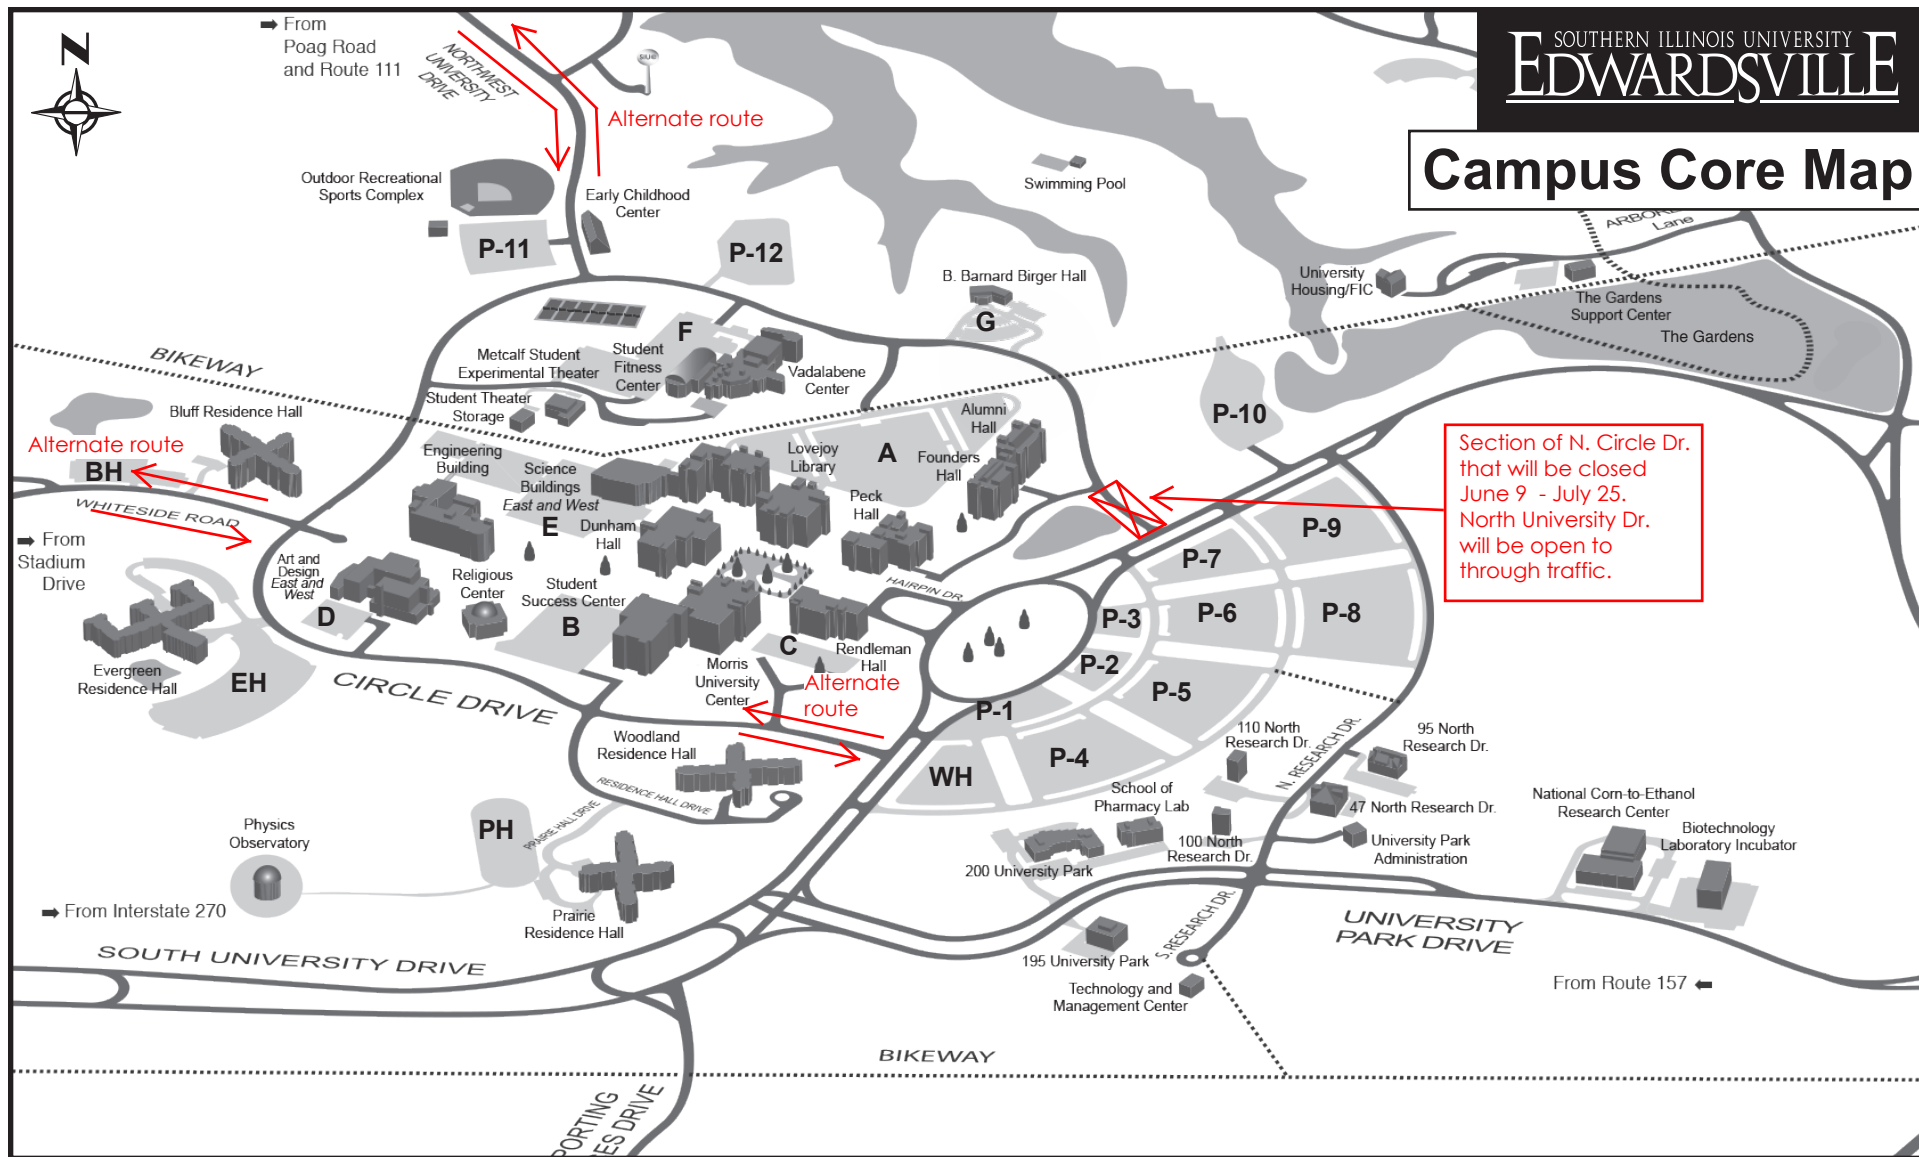 SOUTHERN ILLINOIS UNIVERSITY
EDWARDSVILLE
Campus Core Map
N
From
Poag Road
and Route 111
NORTHWEST
UNIVERSITY
DRIVE
SIUE
Alternate route
Outdoor Recreational
Sports Complex
Early Childhood
Center
P-11
P-12
Swimming Pool
B. Barnard Birger Hall
G
University
Housing/FIC
Lane
The Gardens
Support Center
The Gardens
BIKEWAY
Metcalf Student
Experimental Theater
Student
Fitness
Center
F
Vadalabene
Center
Student Theater
Storage
Bluff Residence Hall
Alternate route
BH
WHITESIDE ROAD
From
Stadium
Drive
Engineering
Building
Science
Buildings
East and West
E
Lovejoy
Library
A
Alumni
Hall
Founders
Hall
Peck
Hall
Dunham
Hall
P-10
Section of N. Circle Dr.
that will be closed
June 9 - July 25.
North University Dr.
will be open to
through traffic.
P-9
P-7
P-8
P-6
P-3
P-2
P-5
P-1
P-4
WH
HAIRPIN DR.
Art and
Design
East and
West
D
Religious
Center
Student
Success Center
B
C
Rendleman
Hall
Morris
University
Center
Alternate
route
Evergreen
Residence Hall
EH
CIRCLE DRIVE
Woodland
Residence Hall
RESIDENCE HALL DRIVE
PRAIRIE HALL DRIVE
PH
Physics
Observatory
Prairie
Residence Hall
From Interstate 270
SOUTH UNIVERSITY DRIVE
110 North
Research Dr.
N. RESEARCH DR.
95 North
Research Dr.
47 North Research Dr.
School of
Pharmacy Lab
100 North
Research Dr.
University Park
Administration
200 University Park
National Corn-to-Ethanol
Research Center
Biotechnology
Laboratory Incubator
195 University Park
S. RESEARCH DR.
Technology and
Management Center
UNIVERSITY
PARK DRIVE
From Route 157
BIKEWAY
PORTING
ES DRIVE